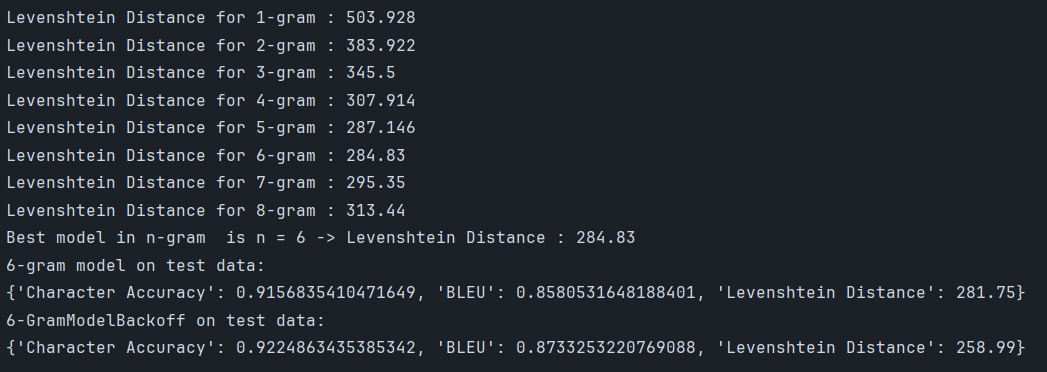 Levenshtein Distance for 1-gram : 503.928
Levenshtein Distance for 2-gram : 383.922
Levenshtein Distance for 3-gram : 345.5
Levenshtein Distance for 4-gram : 307.914
Levenshtein Distance for 5-gram : 287.146
Levenshtein Distance for 6-gram : 284.83
Levenshtein Distance for 7-gram : 295.35
Levenshtein Distance for 8-gram : 313.44
Best model in n-gram  is n = 6 -> Levenshtein Distance : 284.83
6-gram model on test data:
{'Character Accuracy': 0.9156835410471649, 'BLEU': 0.8580531648188401, 'Levenshtein Distance': 281.75}
6-GramModelBackoff on test data:
{'Character Accuracy': 0.9224863435385342, 'BLEU': 0.8733253220769088, 'Levenshtein Distance': 258.99}